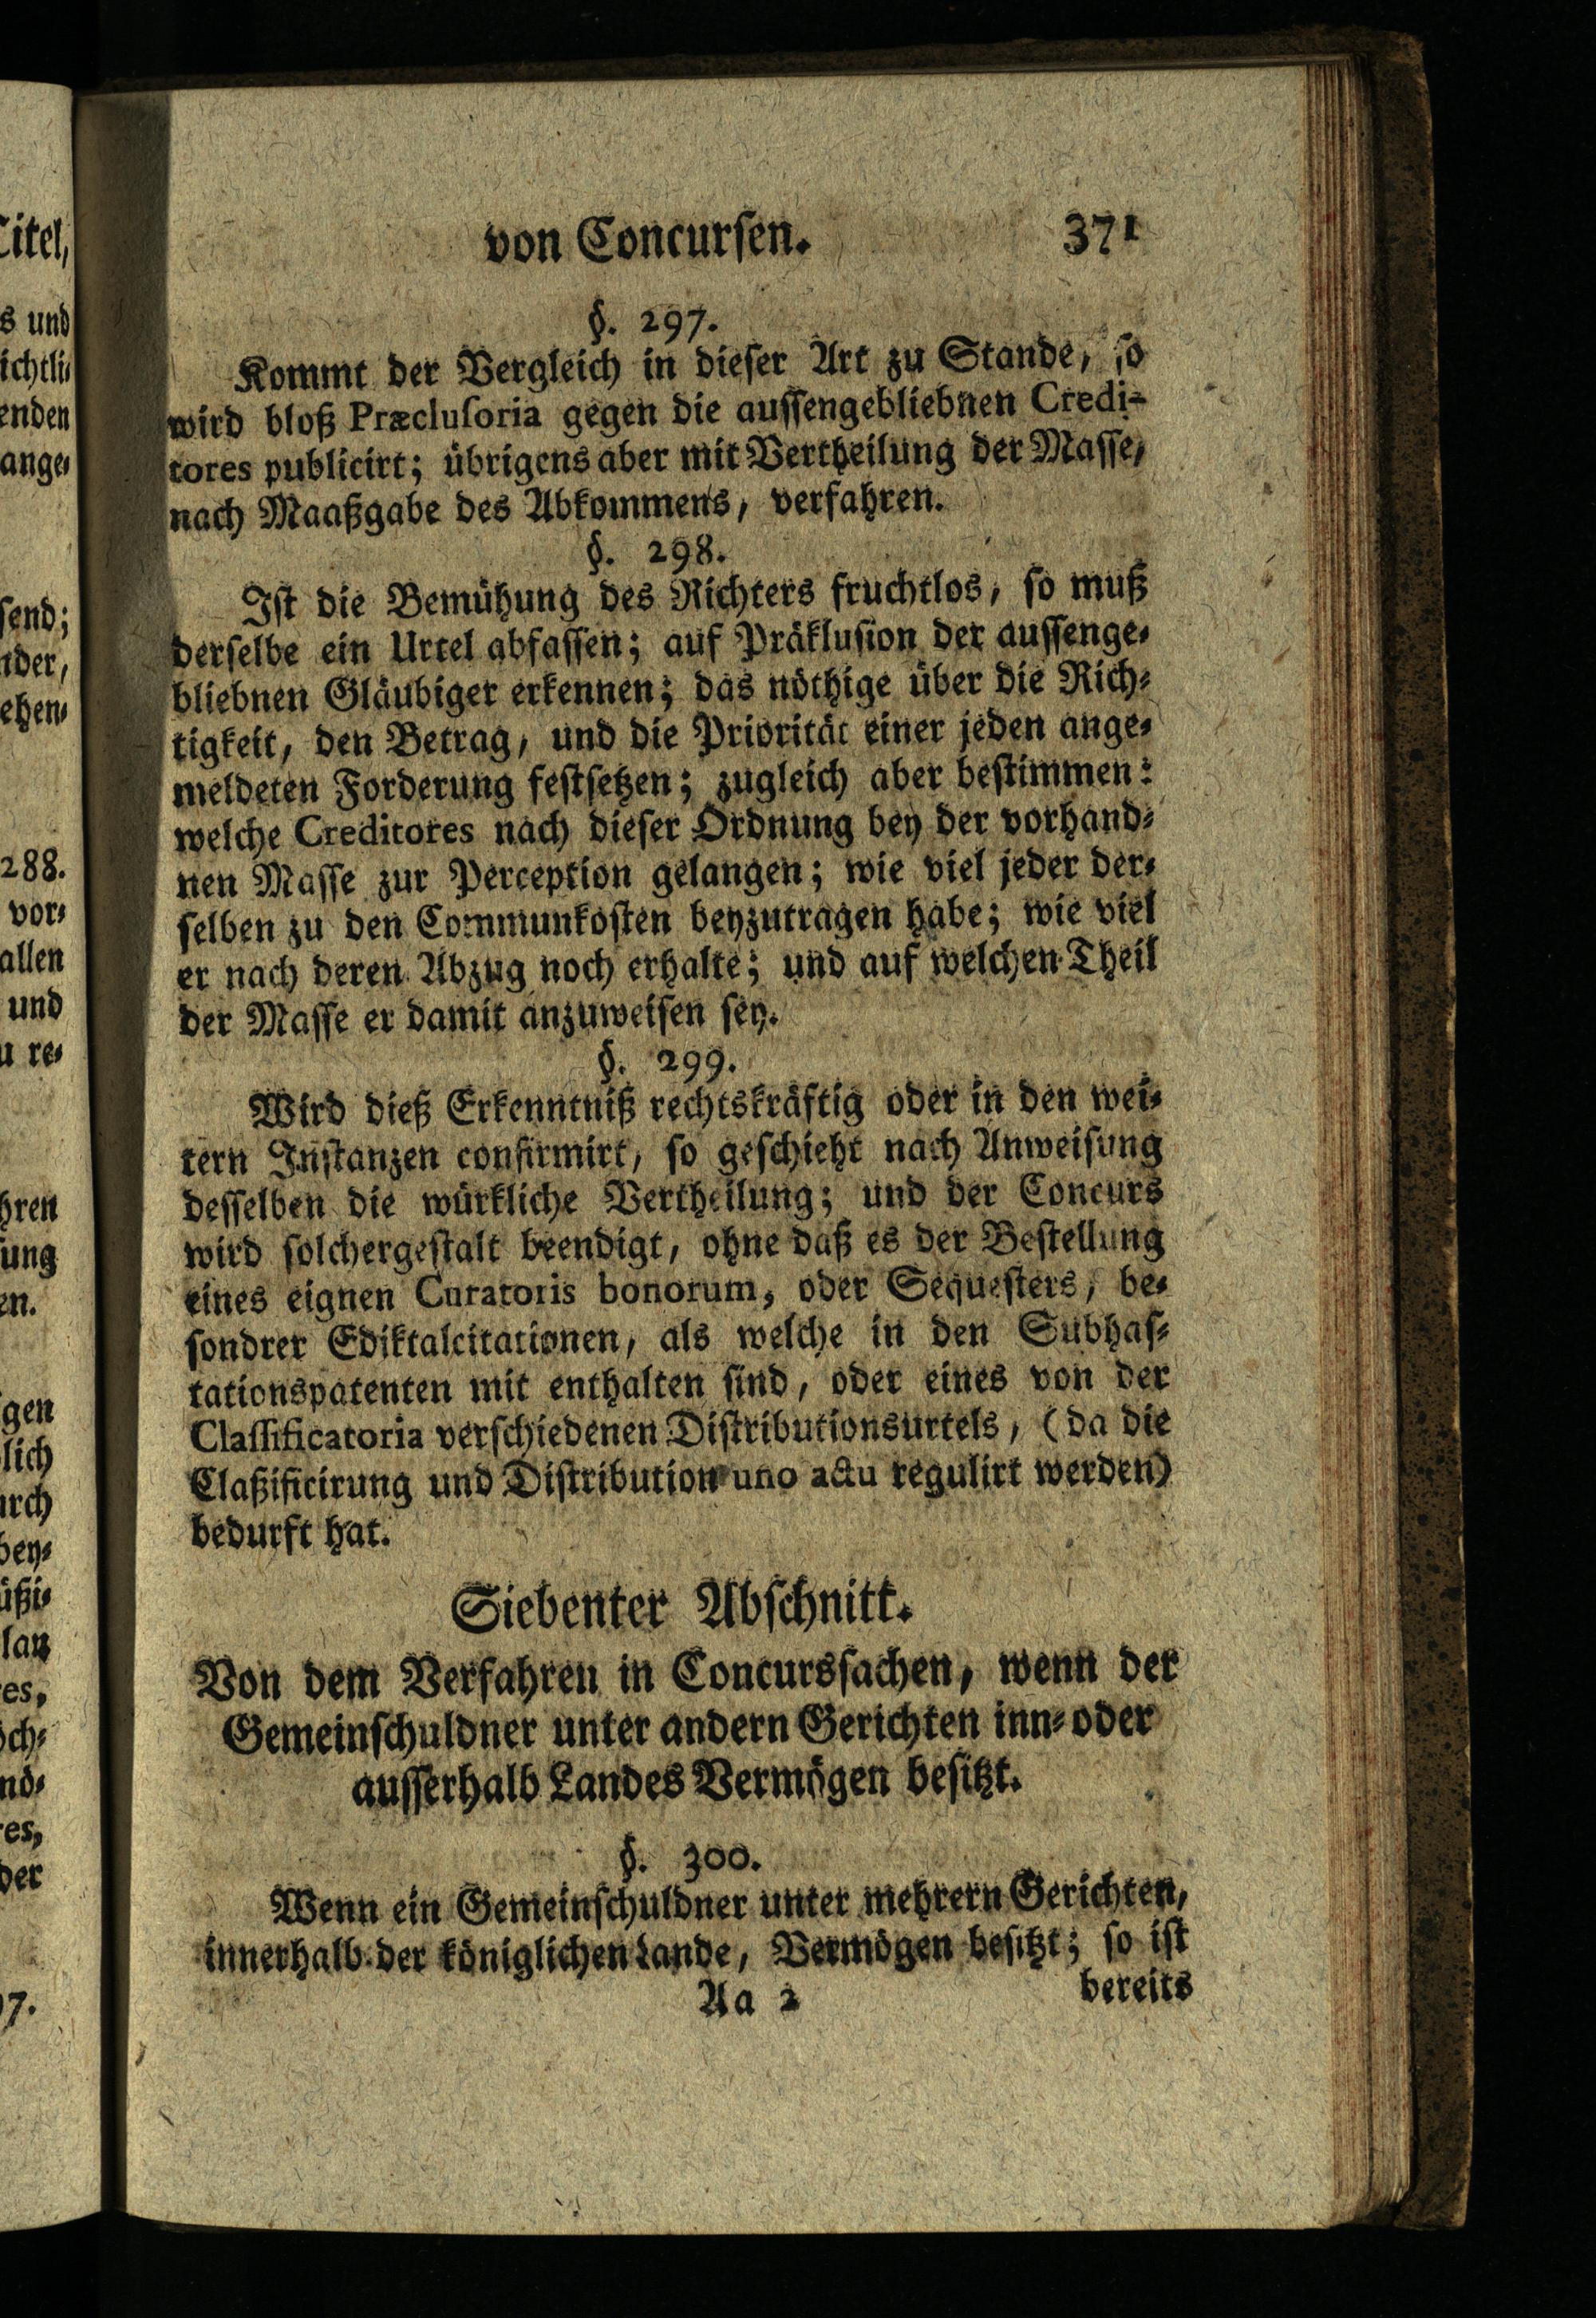 von Concursen. 371
§. 297.
Kommt der Vergleich in dieser Art zu Stande, so
wird bloß Præclusoria gegen die aussengebliebnen Credi-
tores publicirt; übrigens aber mit Vertheilung der Masse,
nach Maaßgabe des Abkommens, verfahren.
§. 298.
Ist die Bemühung des Richters fruchtlos, so muß
derselbe ein Urtel abfassen; auf Präklusion der aussenge-
bliebnen Gläubiger erkennen; das nöthige über die Rich-
tigkeit, den Betrag, und die Priorität einer jeden ange-
meldeten Forderung festsetzen; zugleich aber bestimmen:
welche Creditores nach dieser Ordnung bey der vorhand-
nen Masse zur Perception gelangen; wie viel jeder der-
selben zu den Communkosten beyzutragen habe; wie viel
er nach deren Abzug noch erhalte; und auf welchen Theil
der Masse er damit anzuweisen sey.
§. 299.
Wird dieß Erkenntniß rechtskräftig oder in den wei-
tern Instanzen confirmirt, so geschieht nach Anweisung
desselben die würkliche Vertheilung; und der Concurs
wird solchergestalt beendigt, ohne daß es der Bestellung
eines eignen Curatoris bonorum, oder Sequesters, be-
sondrer Ediktalcitationen, als welche in den Subhas-
tationspatenten mit enthalten sind, oder eines von der
Classificatoria verschiedenen Distributionsurtels, (da die
Claßificirung und Distribution uno actu regulirt werden)
bedurft hat.
Siebenter Abschnitt.
Von dem Verfahren in Concurssachen, wenn der
Gemeinschuldner unter andern Gerichten inn- oder
ausserhalb Landes Vermögen besitzt.
§. 300.
Wenn ein Gemeinschuldner unter mehrern Gerichten,
innerhalb der königlichen Lande, Vermögen besitzt; so ist
Aa 2 bereits